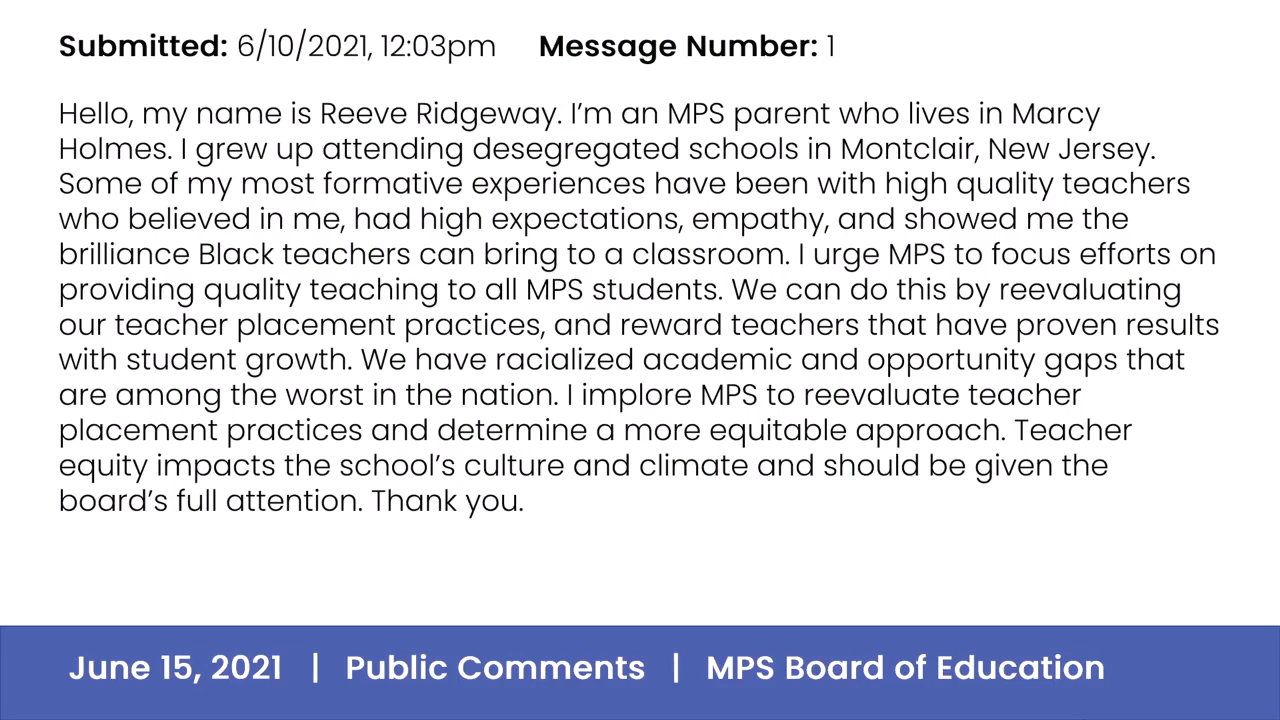 Submitted: 6/10/2021, 12:03pm Message Number: 1
Hello, my name is Reeve Ridgeway. I’m an MPS parent who lives in Marcy
Holmes. I grew up attending desegregated schools in Montclair, New Jersey.
Some of my most formative experiences have been with high quality teachers
who believed in me, had high expectations, empathy, and showed me the
brilliance Black teachers can bring to a classroom. I urge MPS to focus efforts on
providing quality teaching to all MPS students. We can do this by reevaluating
our teacher placement practices, and reward teachers that have proven results
with student growth. We have racialized academic and opportunity gaps that
are among the worst in the nation. I implore MPS to reevaluate teacher
placement practices and determine a more equitable approach. Teacher
equity impacts the school’s culture and climate and should be given the
board’s full attention. Thank you.
June 15, 2021 | Public Comments | MPS Board of Education